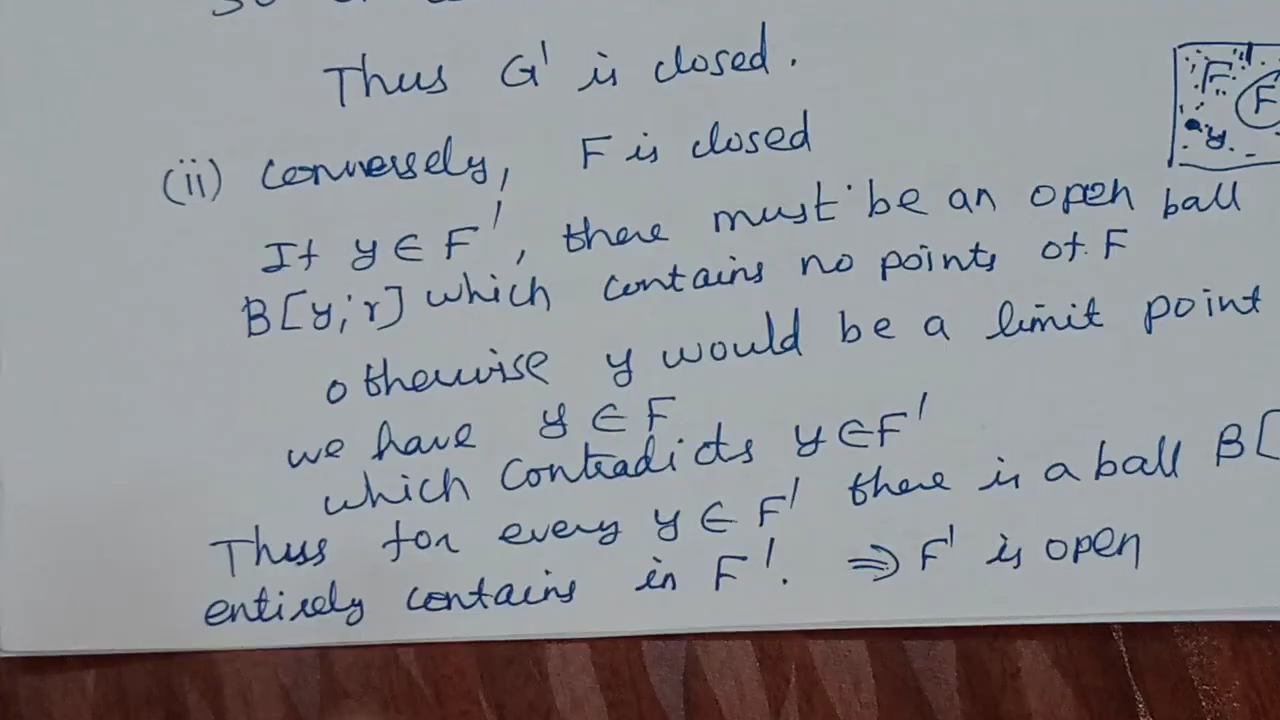 Thus G' is closed.
(ii) conversely, F is closed
If y ∈ F', there must be an open ball
B[y; r] which contains no points of F
otherwise y would be a limit point
we have y ∈ F
which contradicts y ∈ F'
Thus for every y ∈ F' there is a ball B[
entirely contains in F'. ⇒ F' is open
F'
F
y